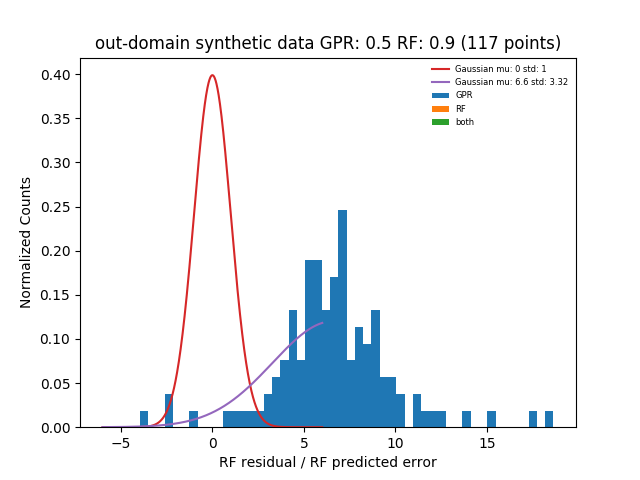 out-domain synthetic data GPR: 0.5 RF: 0.9 (117 points)
Gaussian mu: 0 std: 1
Gaussian mu: 6.6 std: 3.32
GPR
RF
both
0.40
0.35
0.30
0.25
0.20
0.15
0.10
0.05
0.00
Normalized Counts
−5
0
5
10
15
RF residual / RF predicted error